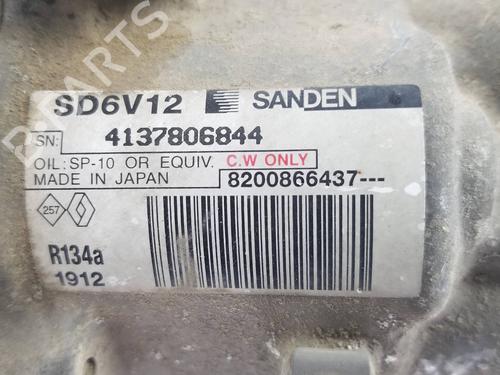 SD6V12 SANDEN
SN: 4137806844
OIL: SP-10 OR EQUIV. C.W ONLY
MADE IN JAPAN 8200866437---
257
R134a
1912